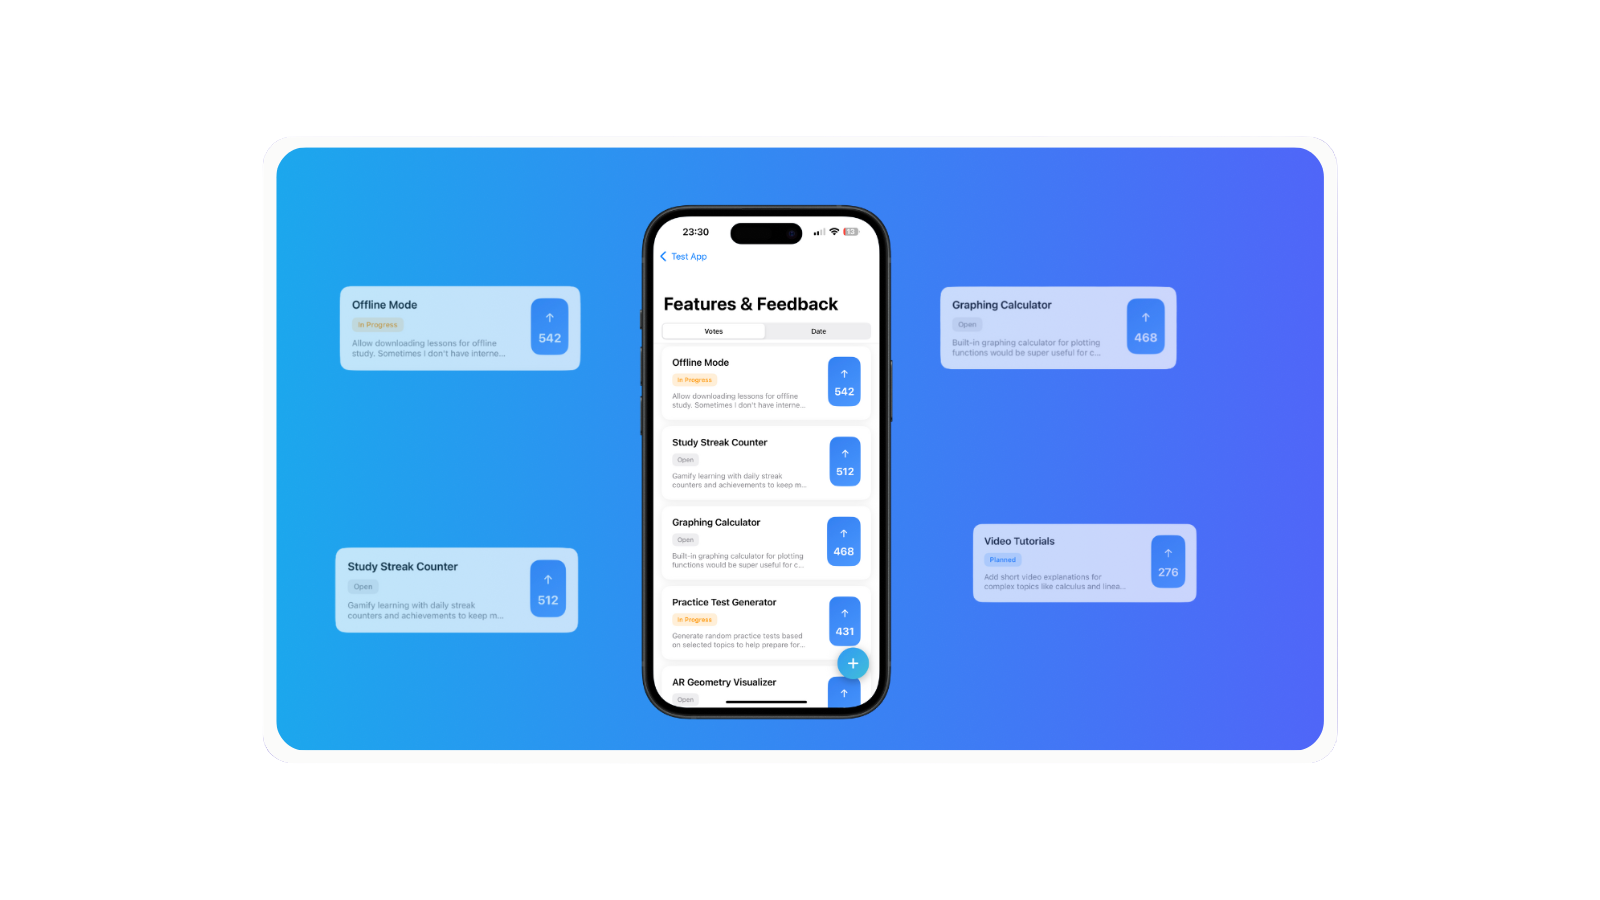 Offline Mode
In Progress
Allow downloading lessons for offline
study. Sometimes I don't have interne...
↑
542
Study Streak Counter
Open
Gamify learning with daily streak
counters and achievements to keep m...
↑
512
23:30
13
Test App
Features & Feedback
Votes
Date
Offline Mode
In Progress
Allow downloading lessons for offline
study. Sometimes I don't have interne...
↑
542
Study Streak Counter
Open
Gamify learning with daily streak
counters and achievements to keep m...
↑
512
Graphing Calculator
Open
Built-in graphing calculator for plotting
functions would be super useful for c...
↑
468
Practice Test Generator
In Progress
Generate random practice tests based
on selected topics to help prepare for...
↑
431
+
AR Geometry Visualizer
Open
↑
Graphing Calculator
Open
Built-in graphing calculator for plotting
functions would be super useful for c...
↑
468
Video Tutorials
Planned
Add short video explanations for
complex topics like calculus and linea...
↑
276